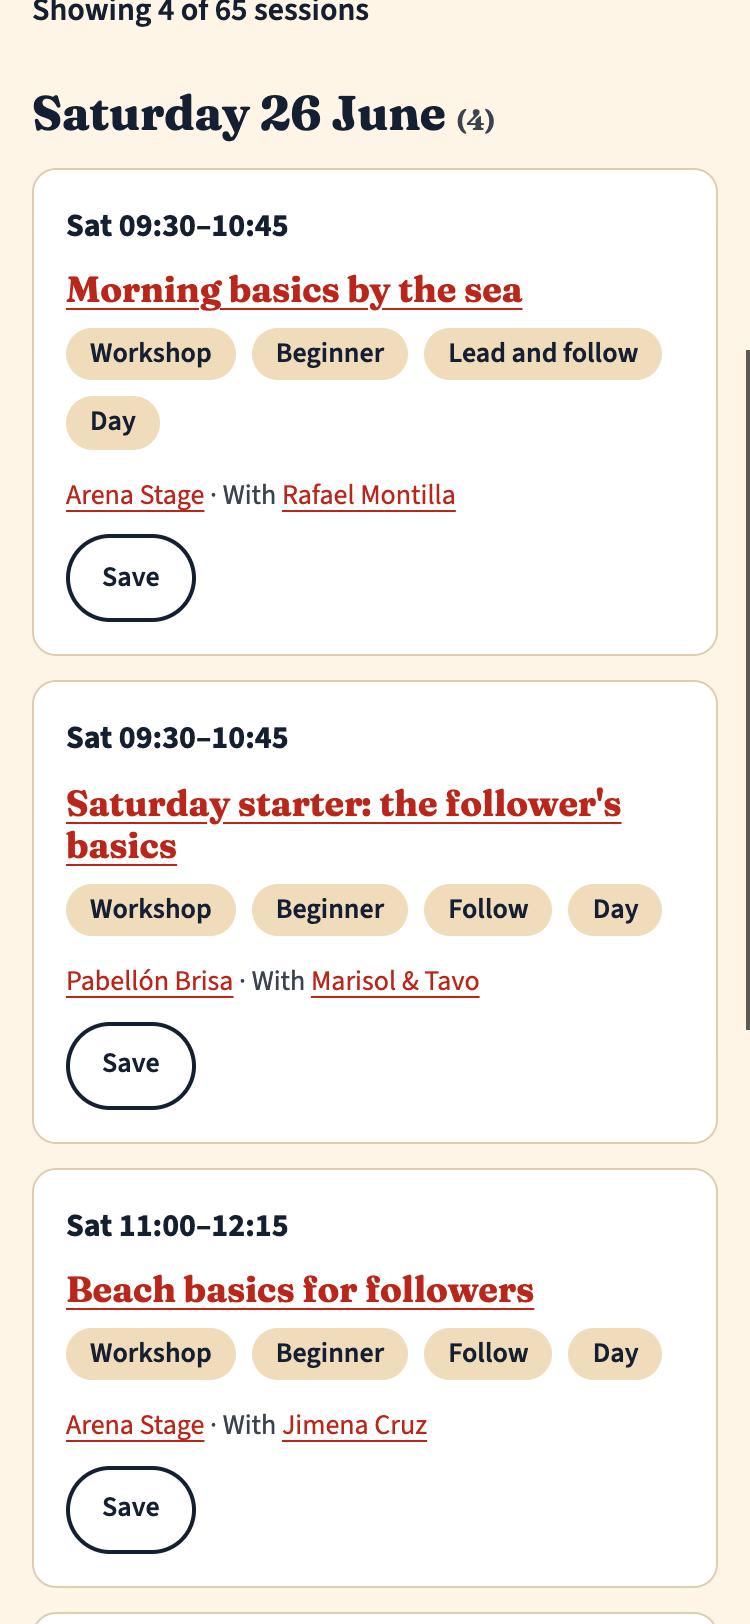 Showing 4 of 65 sessions
Saturday 26 June (4)
Sat 09:30–10:45
Morning basics by the sea
Workshop Beginner Lead and follow
Day
Arena Stage · With Rafael Montilla
Save
Sat 09:30–10:45
Saturday starter: the follower's
basics
Workshop Beginner Follow Day
Pabellón Brisa · With Marisol & Tavo
Save
Sat 11:00–12:15
Beach basics for followers
Workshop Beginner Follow Day
Arena Stage · With Jimena Cruz
Save